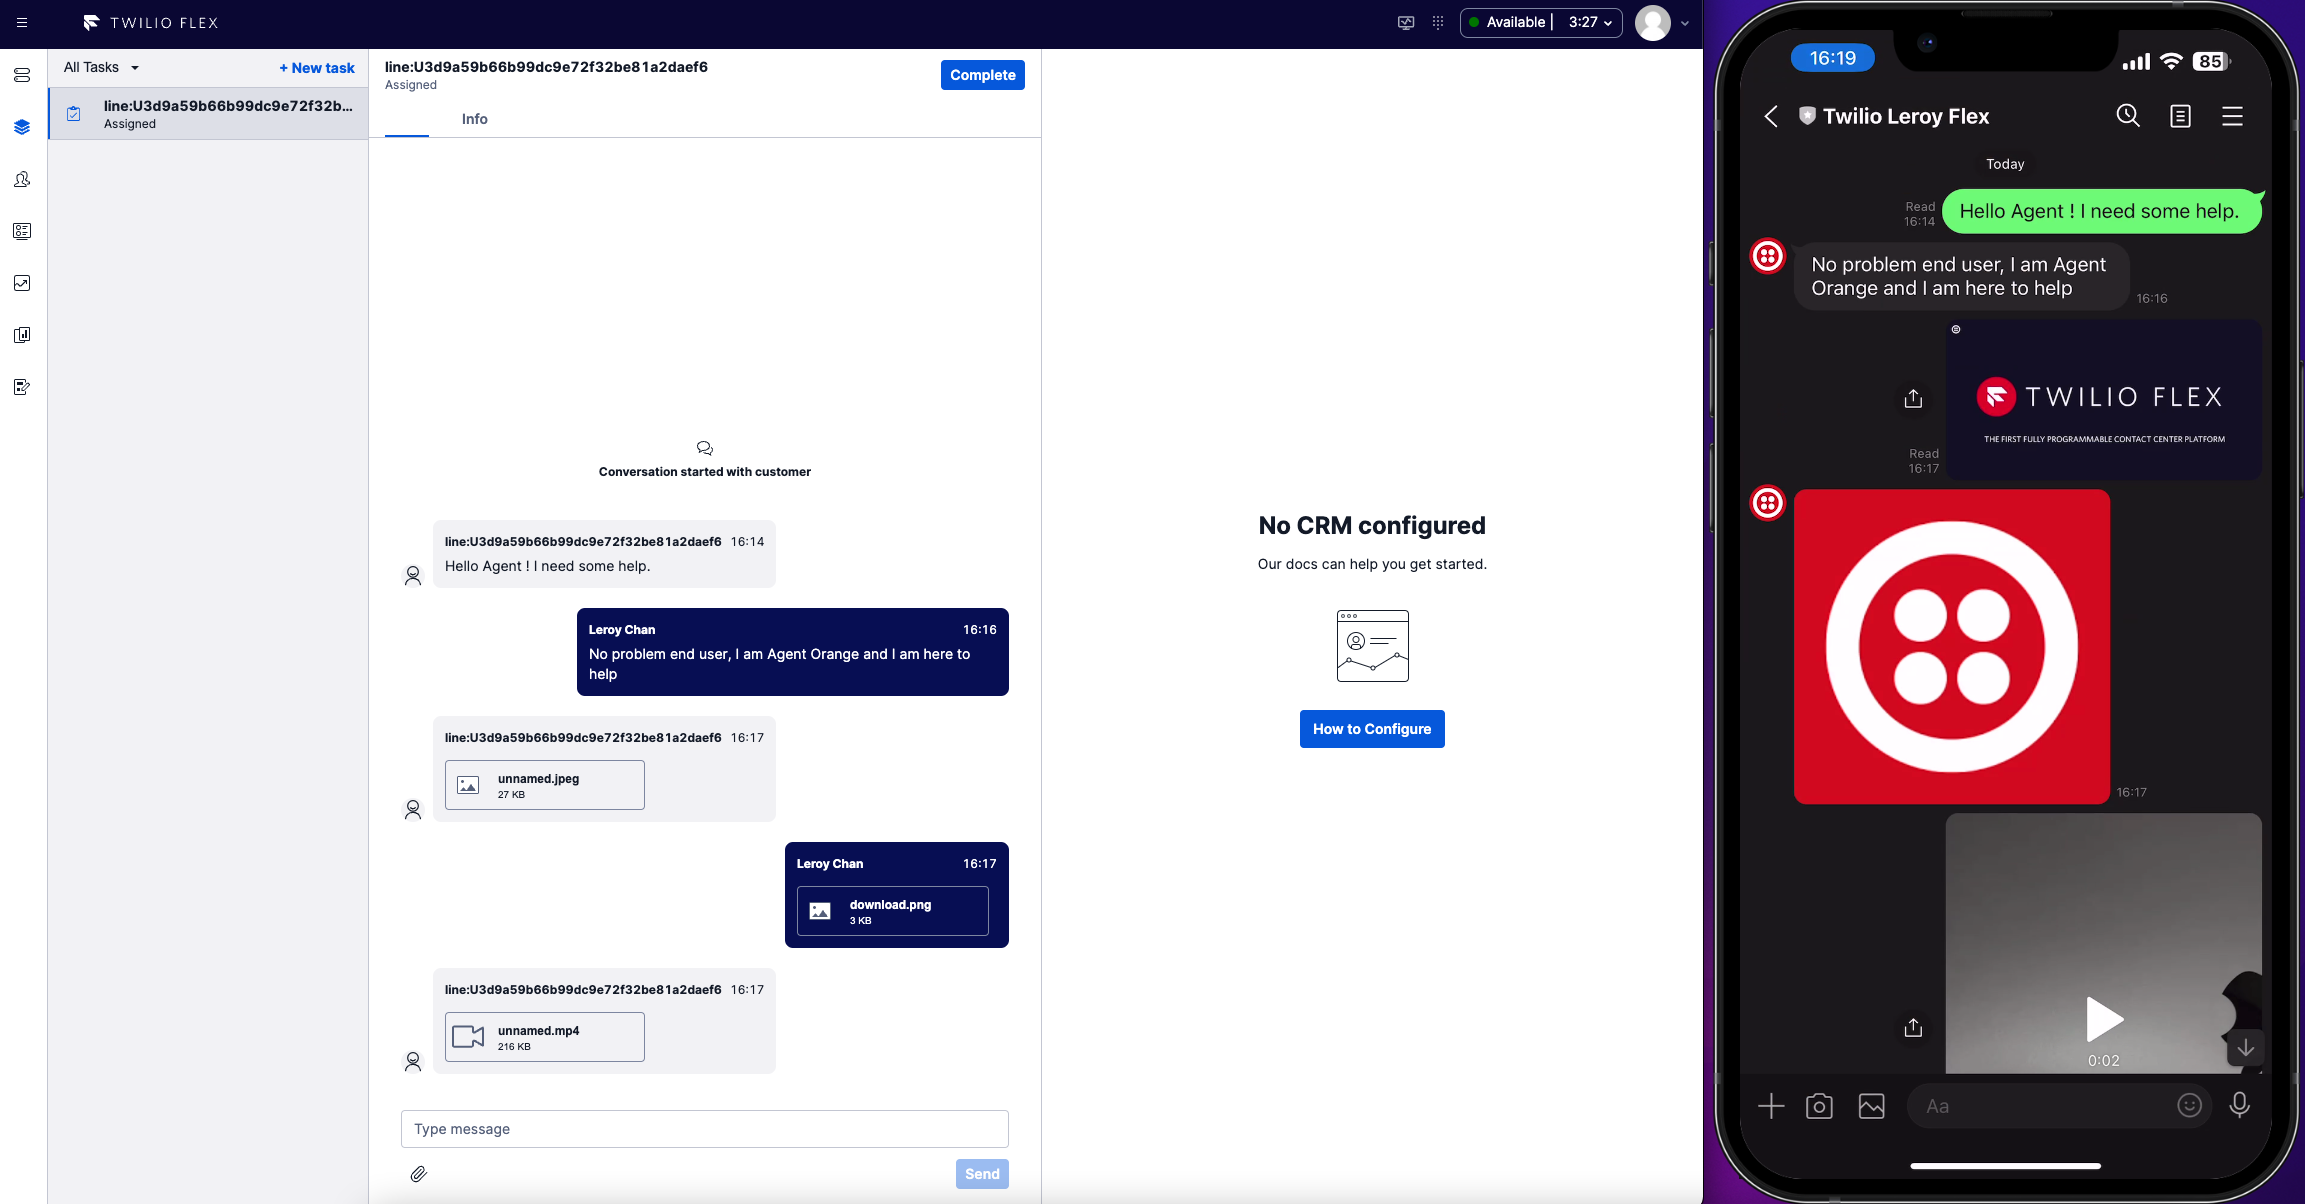 TWILIO FLEX
Available | 3:27
All Tasks
+ New task
line:U3d9a59b66b99dc9e72f32b...
Assigned
line:U3d9a59b66b99dc9e72f32be81a2daef6
Assigned
Complete
Info
Conversation started with customer
line:U3d9a59b66b99dc9e72f32be81a2daef6 16:14
Hello Agent ! I need some help.
Leroy Chan 16:16
No problem end user, I am Agent Orange and I am here to
help
line:U3d9a59b66b99dc9e72f32be81a2daef6 16:17
unnamed.jpeg
27 KB
Leroy Chan 16:17
download.png
3 KB
line:U3d9a59b66b99dc9e72f32be81a2daef6 16:17
unnamed.mp4
216 KB
Type message
Send
No CRM configured
Our docs can help you get started.
How to Configure
16:19
85
Twilio Leroy Flex
Today
Read
16:14
Hello Agent ! I need some help.
No problem end user, I am Agent
Orange and I am here to help
16:16
TWILIO FLEX
THE FIRST FULLY PROGRAMMABLE CONTACT CENTER PLATFORM
Read
16:17
16:17
0:02
Aa